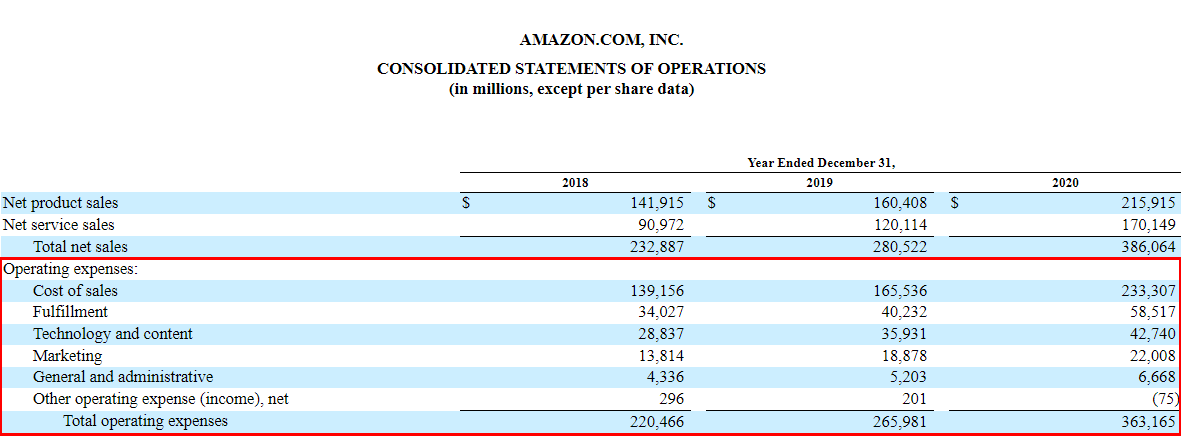 AMAZON.COM, INC.
CONSOLIDATED STATEMENTS OF OPERATIONS
(in millions, except per share data)
Year Ended December 31,
2018 2019 2020
Net product sales $ 141,915 $ 160,408 $ 215,915
Net service sales 90,972 120,114 170,149
Total net sales 232,887 280,522 386,064
Operating expenses:
Cost of sales 139,156 165,536 233,307
Fulfillment 34,027 40,232 58,517
Technology and content 28,837 35,931 42,740
Marketing 13,814 18,878 22,008
General and administrative 4,336 5,203 6,668
Other operating expense (income), net 296 201 (75)
Total operating expenses 220,466 265,981 363,165